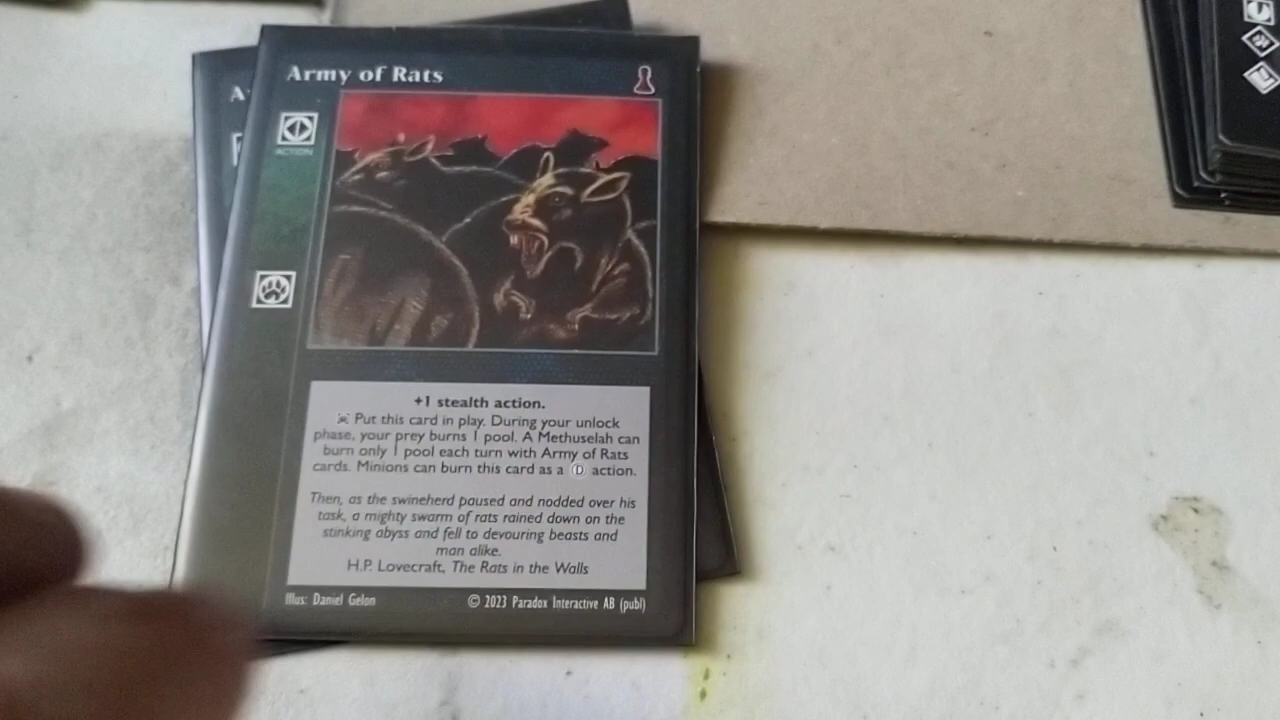 Army of Rats
A
ACTION
+1 stealth action.
Put this card in play. During your unlock
phase, your prey burns 1 pool. A Methuselah can
burn only 1 pool each turn with Army of Rats
cards. Minions can burn this card as a Ⓓ action.
Then, as the swineherd paused and nodded over his
task, a mighty swarm of rats rained down on the
stinking abyss and fell to devouring beasts and
man alike.
H.P. Lovecraft, The Rats in the Walls
Illus: Daniel Gelon
© 2023 Paradox Interactive AB (publ)